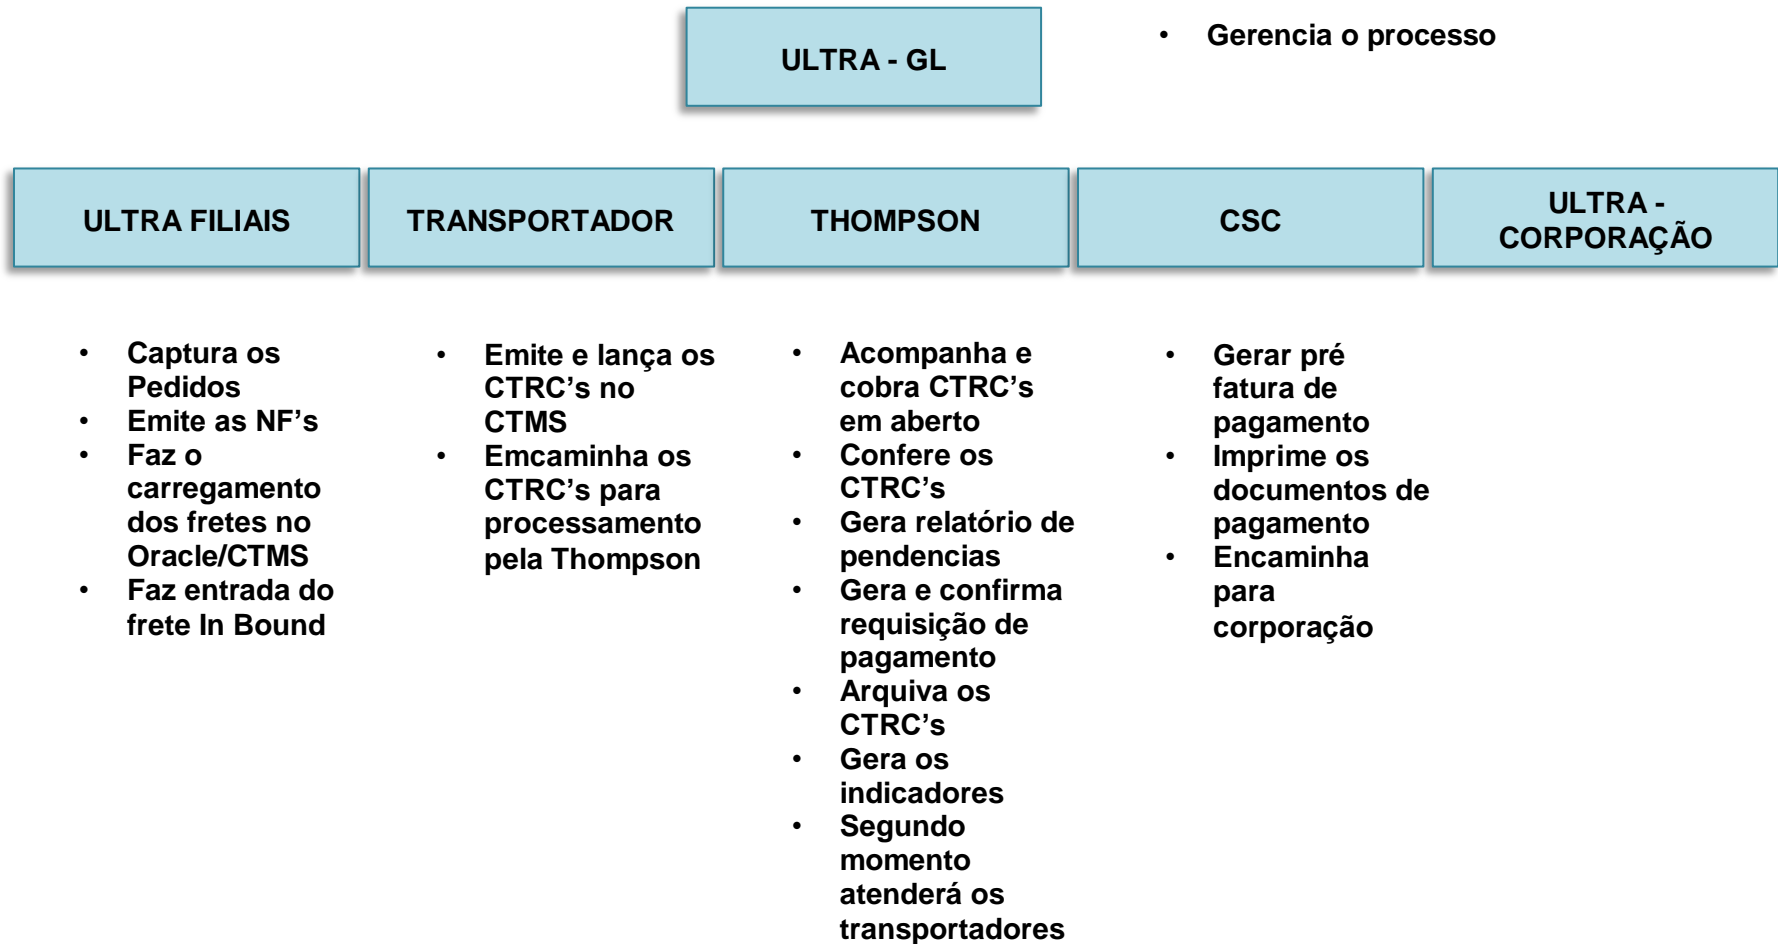 ULTRA - GL
• Gerencia o processo
ULTRA FILIAIS
TRANSPORTADOR
THOMPSON
CSC
ULTRA -
CORPORAÇÃO
• Captura os
Pedidos
• Emite as NF’s
• Faz o
carregamento
dos fretes no
Oracle/CTMS
• Faz entrada do
frete In Bound
• Emite e lança os
CTRC’s no
CTMS
• Emcaminha os
CTRC’s para
processamento
pela Thompson
• Acompanha e
cobra CTRC’s
em aberto
• Confere os
CTRC’s
• Gera relatório de
pendencias
• Gera e confirma
requisição de
pagamento
• Arquiva os
CTRC’s
• Gera os
indicadores
• Segundo
momento
atenderá os
transportadores
• Gerar pré
fatura de
pagamento
• Imprime os
documentos de
pagamento
• Encaminha
para
corporação